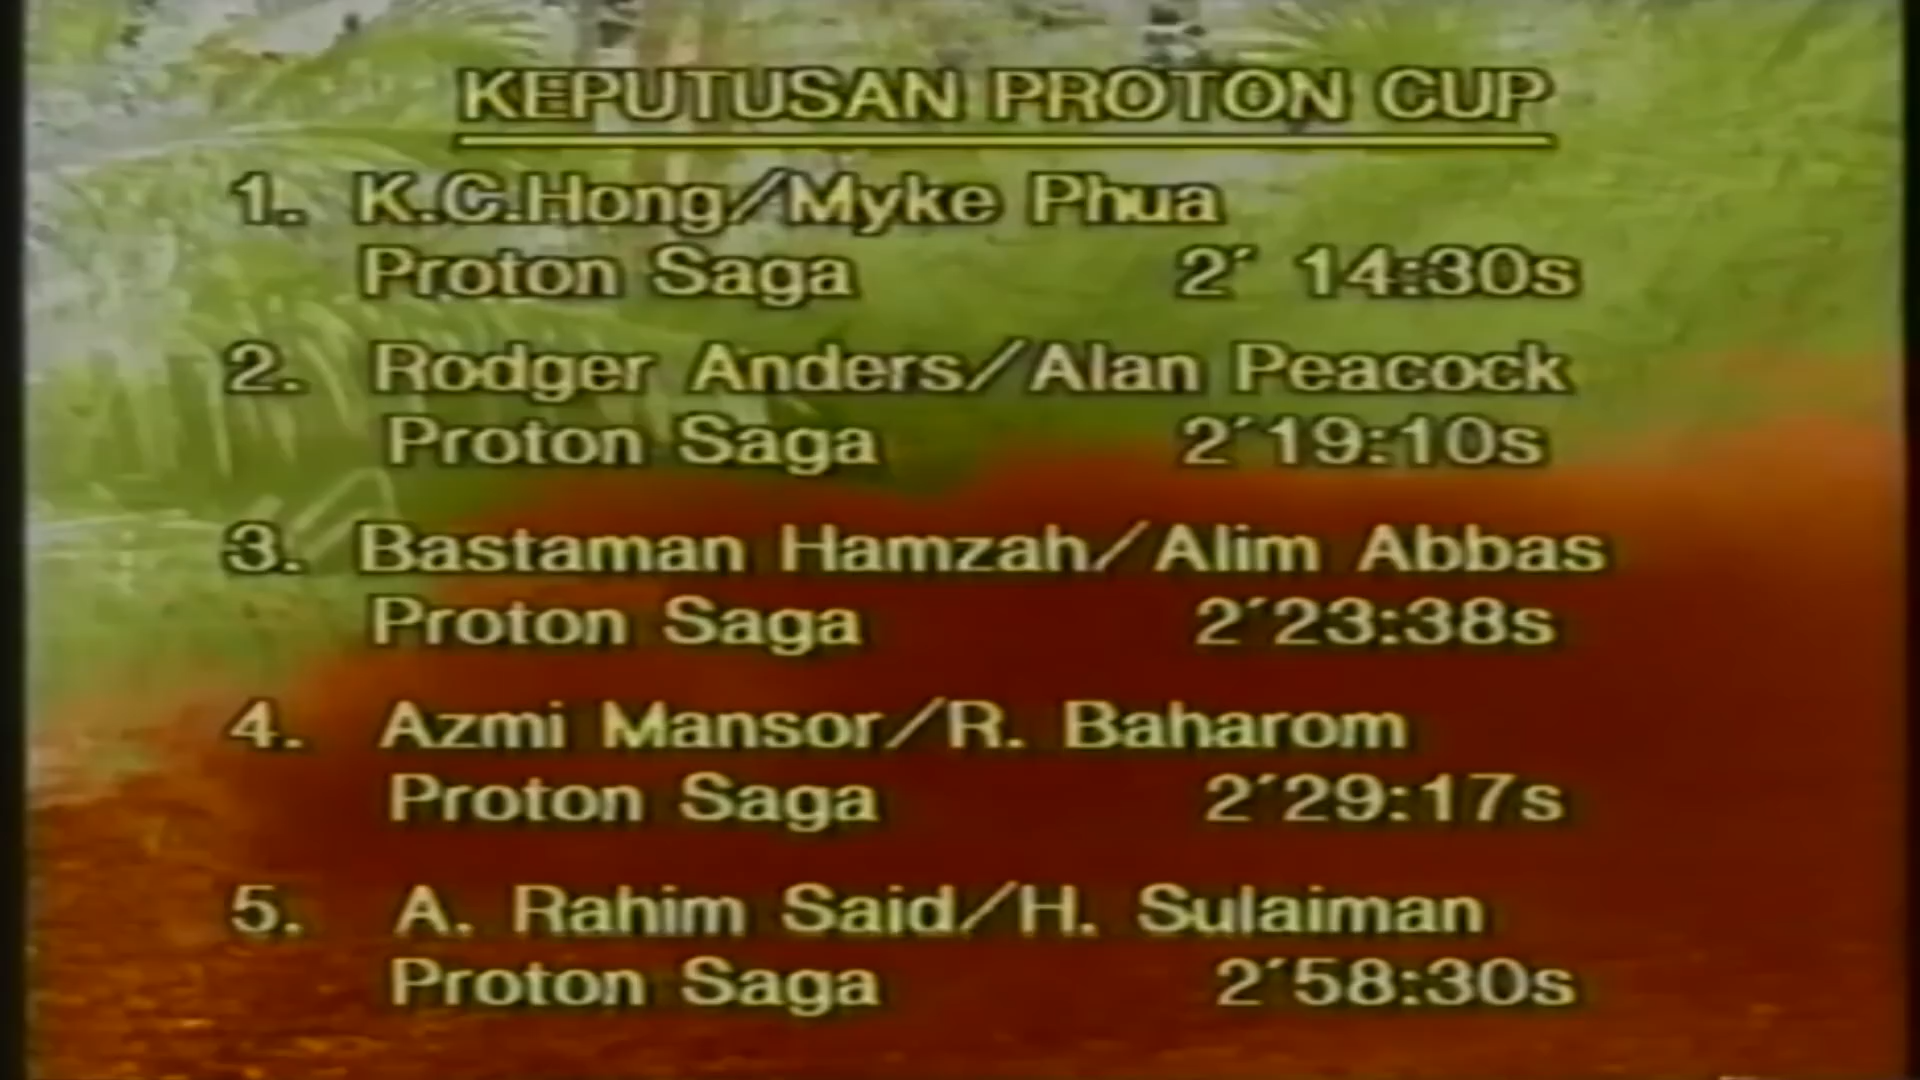 KEPUTUSAN PROTON CUP
1. K.C.Hong/Myke Phua
Proton Saga 2´ 14:30s
2. Rodger Anders/Alan Peacock
Proton Saga 2´19:10s
3. Bastaman Hamzah/Alim Abbas
Proton Saga 2´23:38s
4. Azmi Mansor/R. Baharom
Proton Saga 2´29:17s
5. A. Rahim Said/H. Sulaiman
Proton Saga 2´58:30s